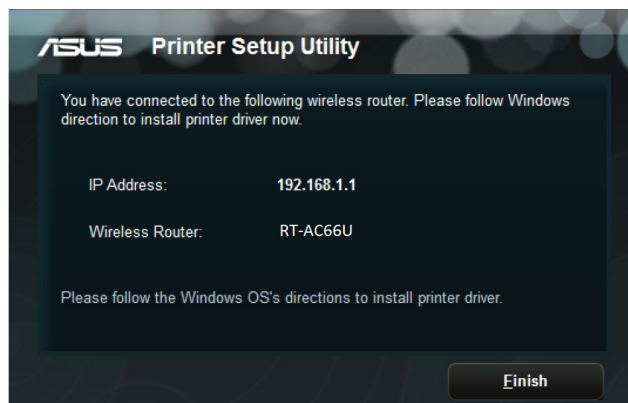 ASUS Printer Setup Utility
You have connected to the following wireless router. Please follow Windows
direction to install printer driver now.
IP Address: 192.168.1.1
Wireless Router: RT-AC66U
Please follow the Windows OS's directions to install printer driver.
Finish